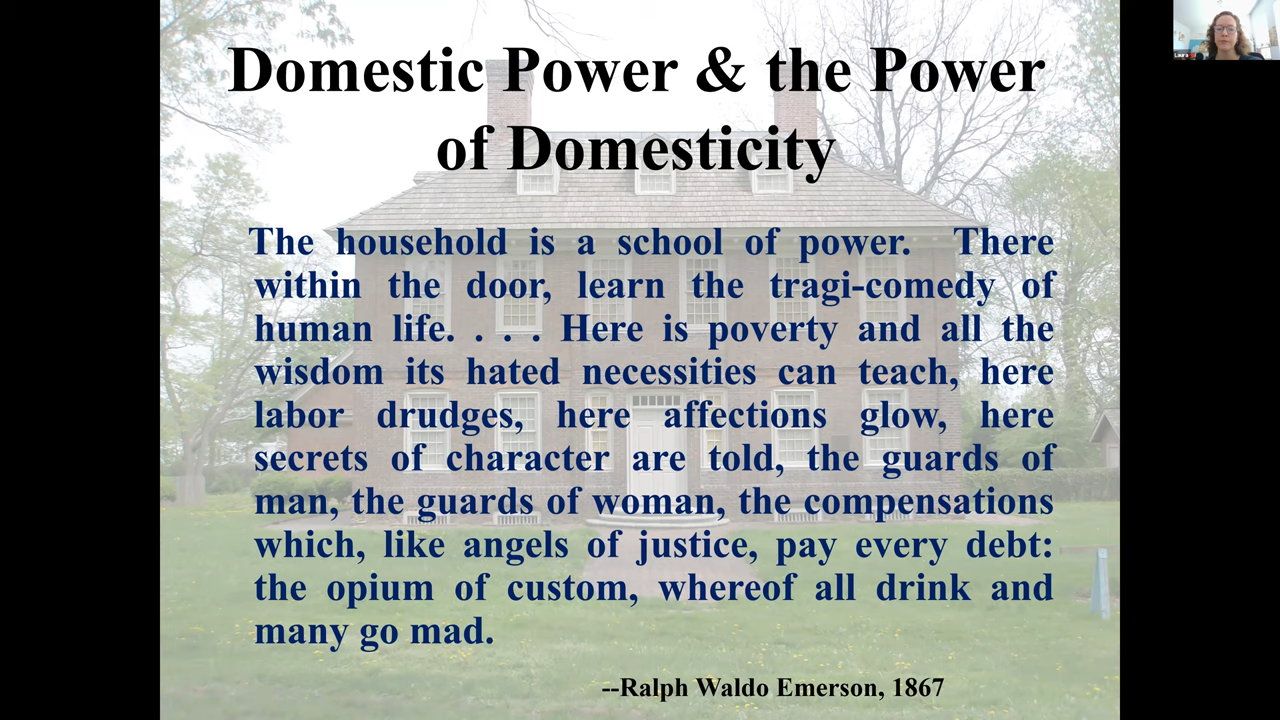 Domestic Power & the Power
of Domesticity
The household is a school of power. There
within the door, learn the tragi-comedy of
human life. . . . Here is poverty and all the
wisdom its hated necessities can teach, here
labor drudges, here affections glow, here
secrets of character are told, the guards of
man, the guards of woman, the compensations
which, like angels of justice, pay every debt:
the opium of custom, whereof all drink and
many go mad.
--Ralph Waldo Emerson, 1867